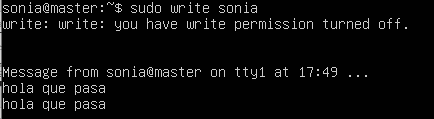 sonia@master:~$ sudo write sonia
write: write: you have write permission turned off.
Message from sonia@master on tty1 at 17:49 ...
hola que pasa
hola que pasa